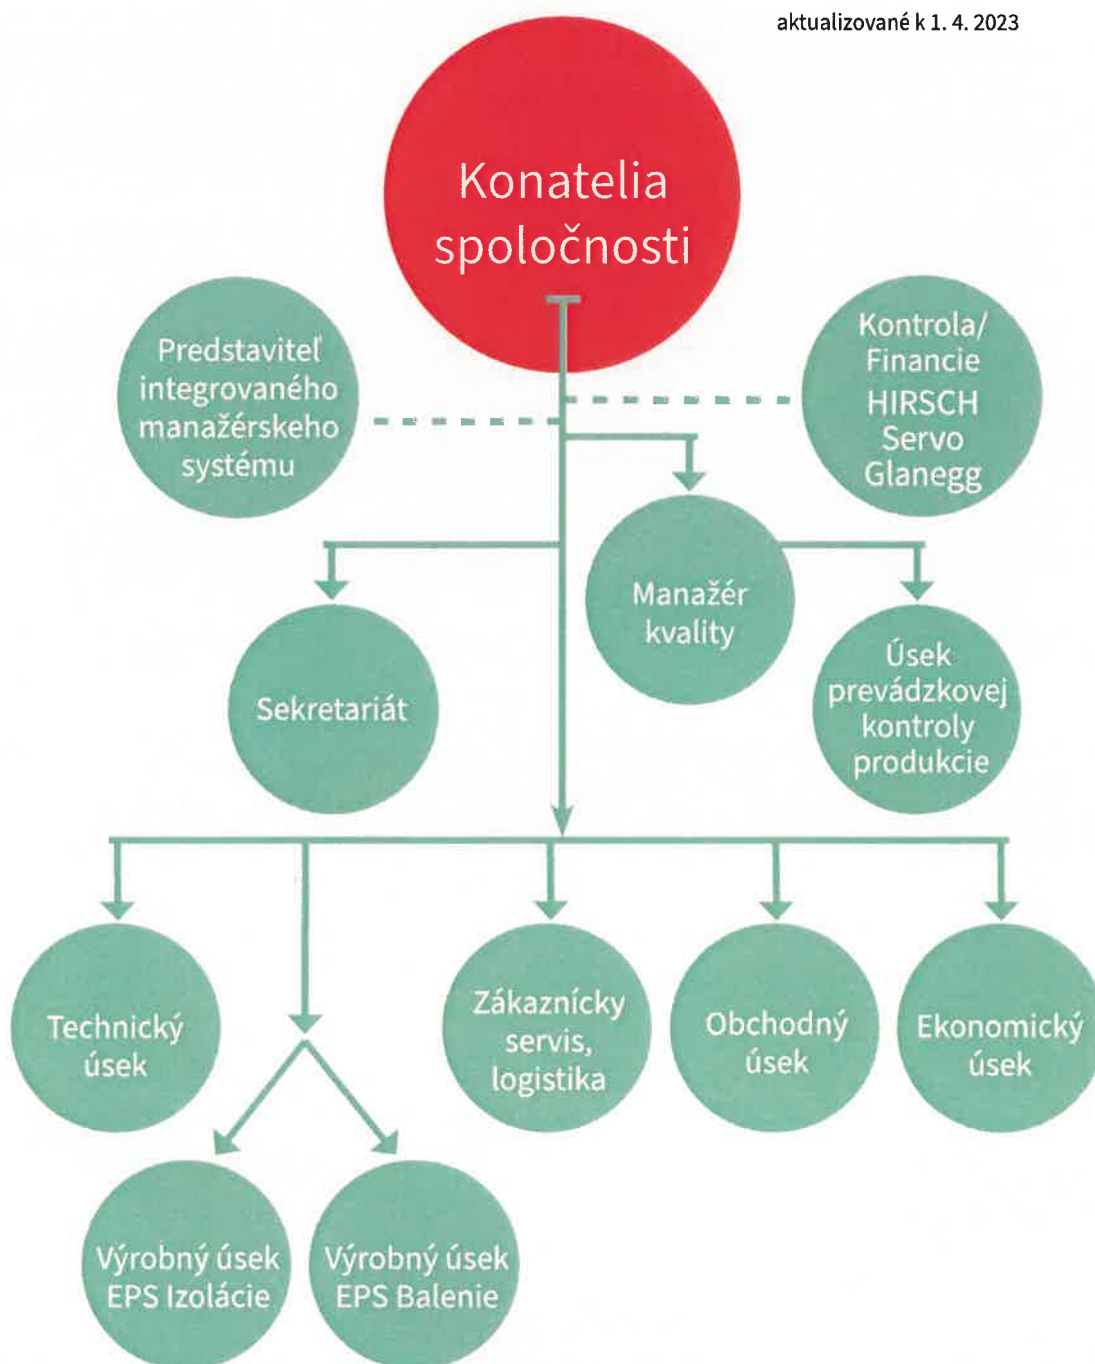 aktualizované k 1. 4. 2023
Konatelia
spoločnosti
Predstaviteľ
integrovaného
manažérskeho
systému
Kontrola/
Financie
HIRSCH
Servo
Glanegg
Manažér
kvality
Sekretariát
Úsek
prevádzkovej
kontroly
produkcie
Technický
úsek
Zákaznícky
servis,
logistika
Obchodný
úsek
Ekonomický
úsek
Výrobný úsek
EPS Izolácie
Výrobný úsek
EPS Balenie